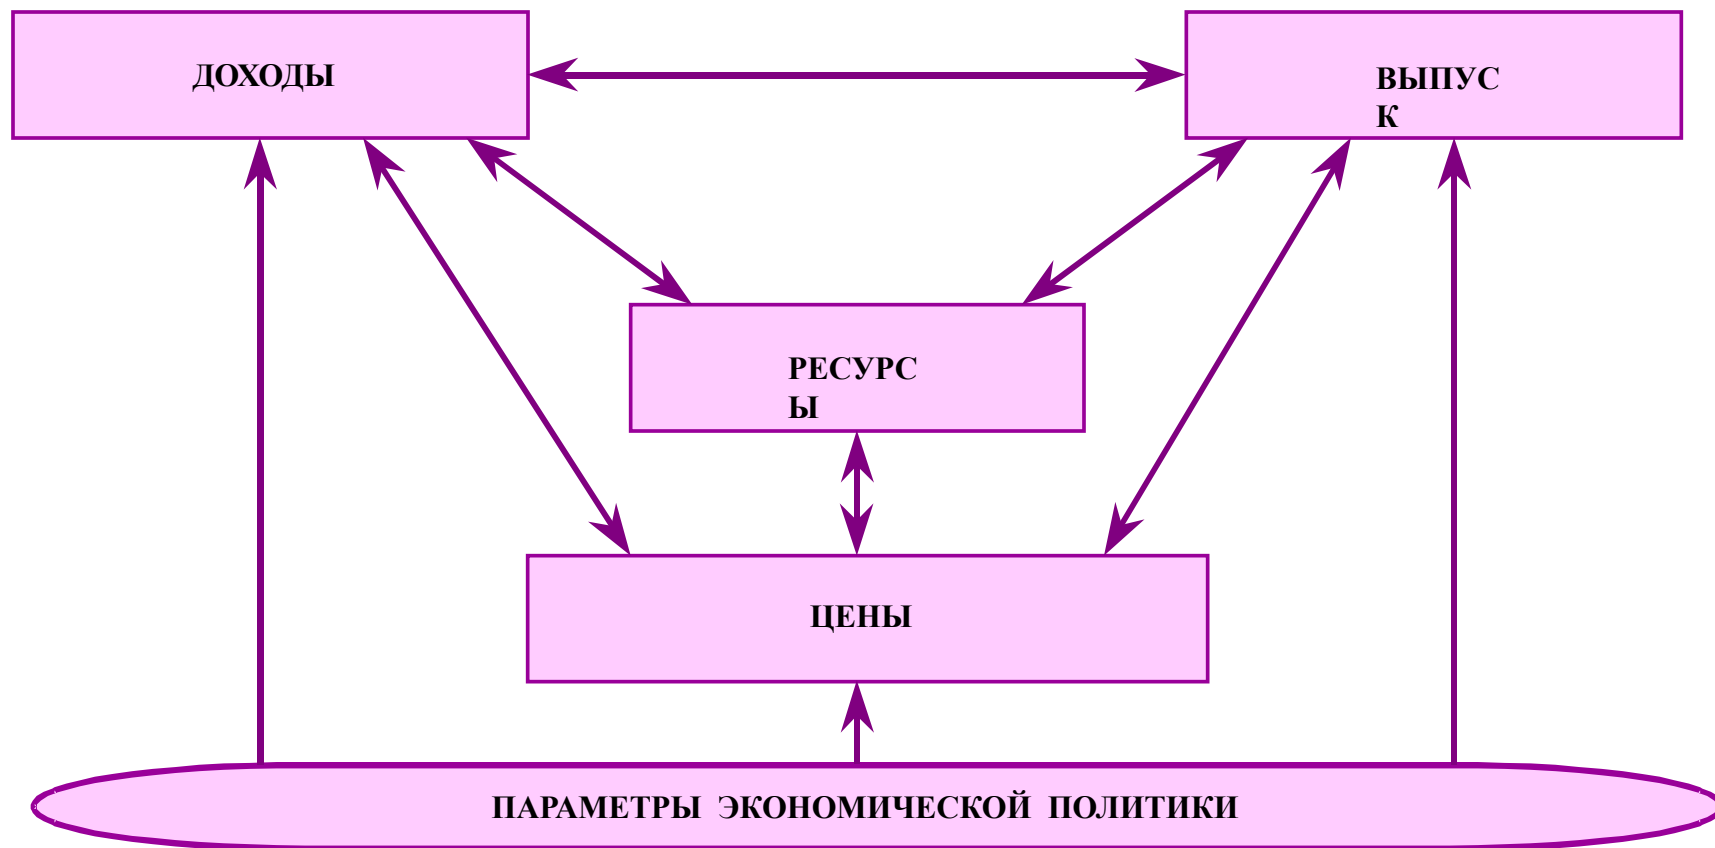 ДОХОДЫ
ВЫПУС
К
РЕСУРС
Ы
ЦЕНЫ
ПАРАМЕТРЫ ЭКОНОМИЧЕСКОЙ ПОЛИТИКИ